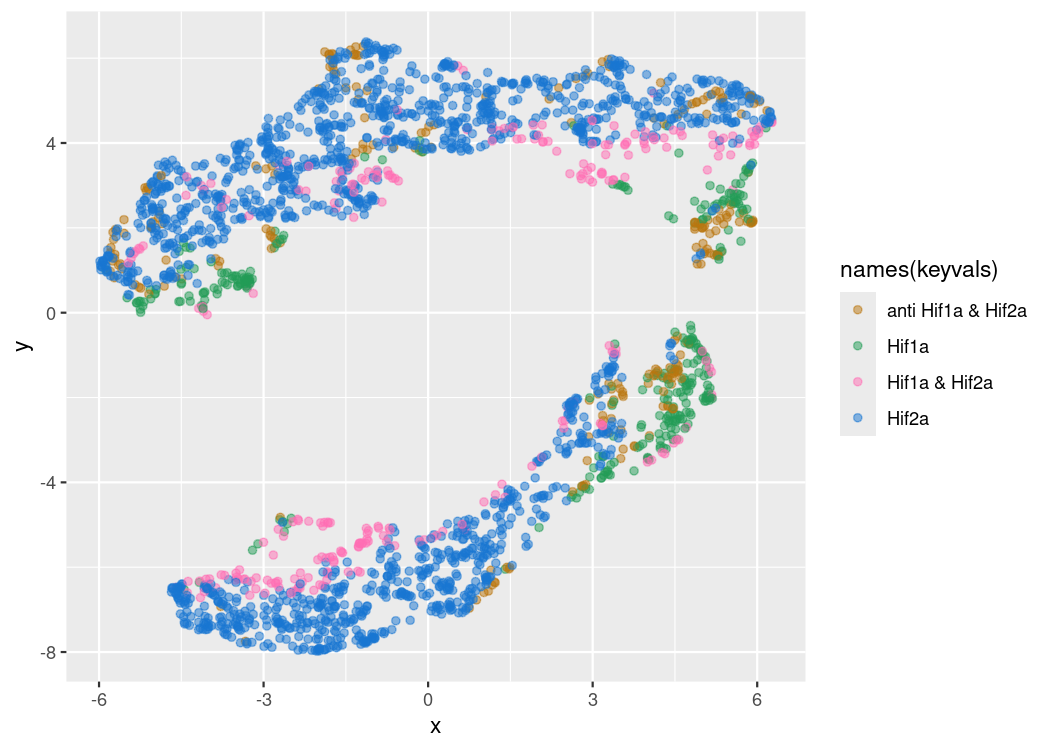 4
0
-4
-8
-6
-3
0
3
6
x
y
names(keyvals)
anti Hif1a & Hif2a
Hif1a
Hif1a & Hif2a
Hif2a